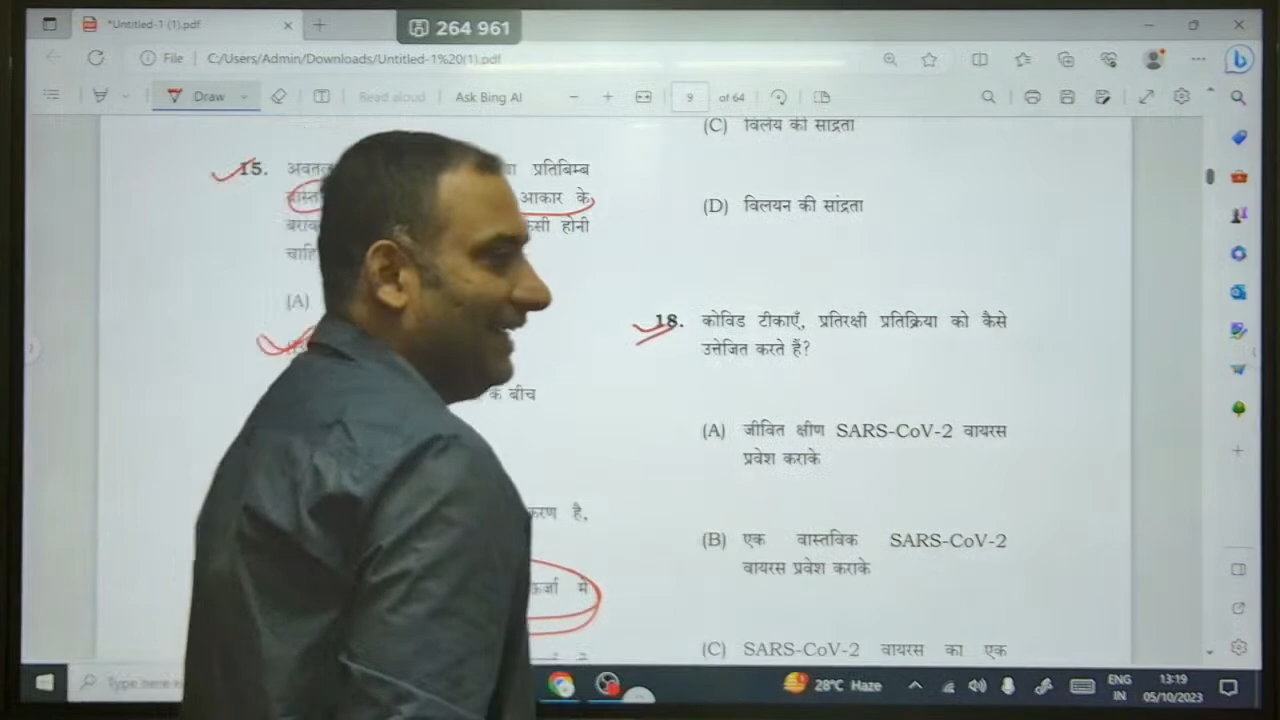 *Untitled-1 (1).pdf
264 961
File
C:/Users/Admin/Downloads/Untitled-1%20(1).pdf
Draw
Read aloud
Ask Bing AI
9
of 64
15.
प्रतिबिम्ब
आकार के
होनी
(A)
के बीच
है,
ऊर्जा में
(C) विलेय की सांद्रता
(D) विलयन की सांद्रता
18. कोविड टीकाएँ, प्रतिरक्षी प्रतिक्रिया को कैसे
उत्तेजित करते हैं?
(A) जीवित क्षीण SARS-CoV-2 वायरस
प्रवेश कराके
(B) एक वास्तविक SARS-CoV-2
वायरस प्रवेश कराके
(C) SARS-CoV-2 वायरस का एक
Type here
28°C Haze
ENG
IN
13:19
05/10/2023